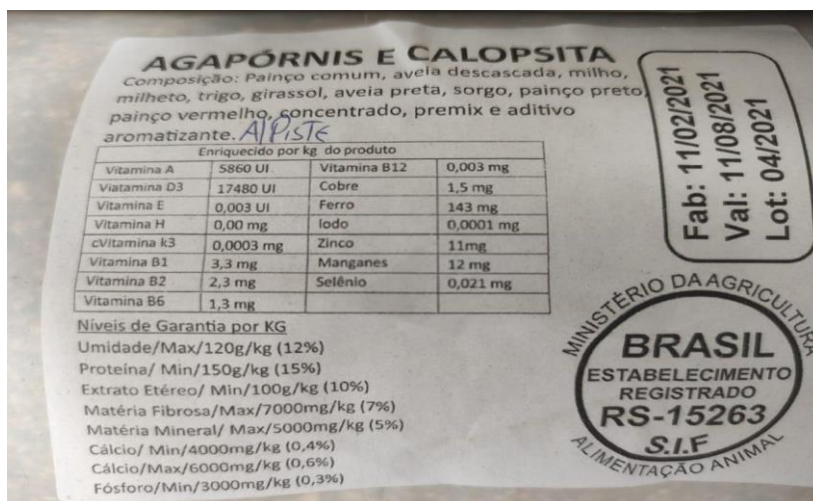 AGAPÓRNIS E CALOPSITA
Composição: Painço comum, aveia descascada, milho,
milheto, trigo, girassol, aveia preta, sorgo, painço preto,
painço vermelho, concentrado, premix e aditivo
aromatizante. AlPiSTE
Enriquecido por kg do produto
Vitamina A 5860 UI Vitamina B12 0,003 mg
Viatamina D3 17480 UI Cobre 1,5 mg
Vitamina E 0,003 UI Ferro 143 mg
Vitamina H 0,00 mg Iodo 0,0001 mg
cVitamina k3 0,0003 mg Zinco 11mg
Vitamina B1 3,3 mg Manganes 12 mg
Vitamina B2 2,3 mg Selênio 0,021 mg
Vitamina B6 1,3 mg
Níveis de Garantia por KG
Umidade/Max/120g/kg (12%)
Proteína/ Min/150g/kg (15%)
Extrato Etéreo/ Min/100g/kg (10%)
Matéria Fibrosa/Max/7000mg/kg (7%)
Matéria Mineral/ Max/5000mg/kg (5%)
Cálcio/ Min/4000mg/kg (0,4%)
Cálcio/Max/6000mg/kg (0,6%)
Fósforo/Min/3000mg/kg (0,3%)
Fab: 11/02/2021
Val: 11/08/2021
Lot: 04/2021
MINISTÉRIO DA AGRICULTURA
BRASIL
ESTABELECIMENTO
REGISTRADO
RS-15263
S.I.F
ALIMENTAÇÃO ANIMAL